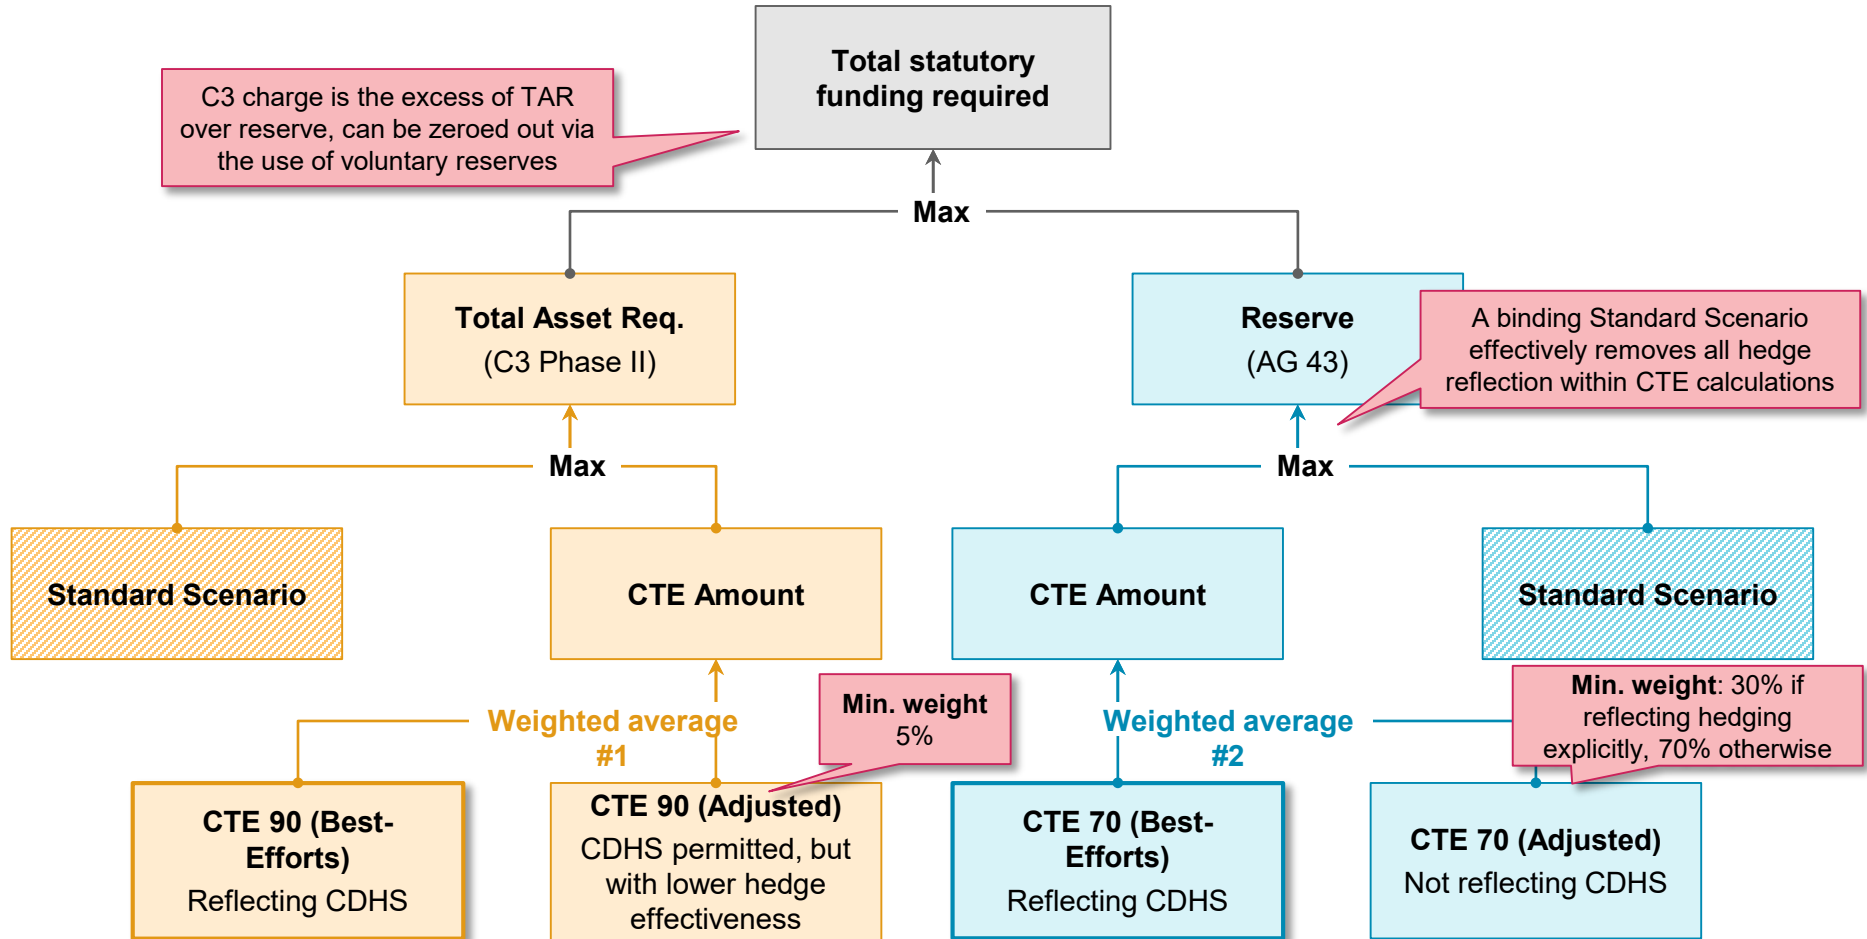 Total statutory
funding required
C3 charge is the excess of TAR
over reserve, can be zeroed out via
the use of voluntary reserves
Max
Total Asset Req.
(C3 Phase II)
Reserve
(AG 43)
A binding Standard Scenario
effectively removes all hedge
reflection within CTE calculations
Max
Max
Standard Scenario
CTE Amount
CTE Amount
Standard Scenario
Weighted average
#1
Min. weight
5%
Weighted average
#2
Min. weight: 30% if
reflecting hedging
explicitly, 70% otherwise
CTE 90 (Best-
Efforts)
Reflecting CDHS
CTE 90 (Adjusted)
CDHS permitted, but
with lower hedge
effectiveness
CTE 70 (Best-
Efforts)
Reflecting CDHS
CTE 70 (Adjusted)
Not reflecting CDHS